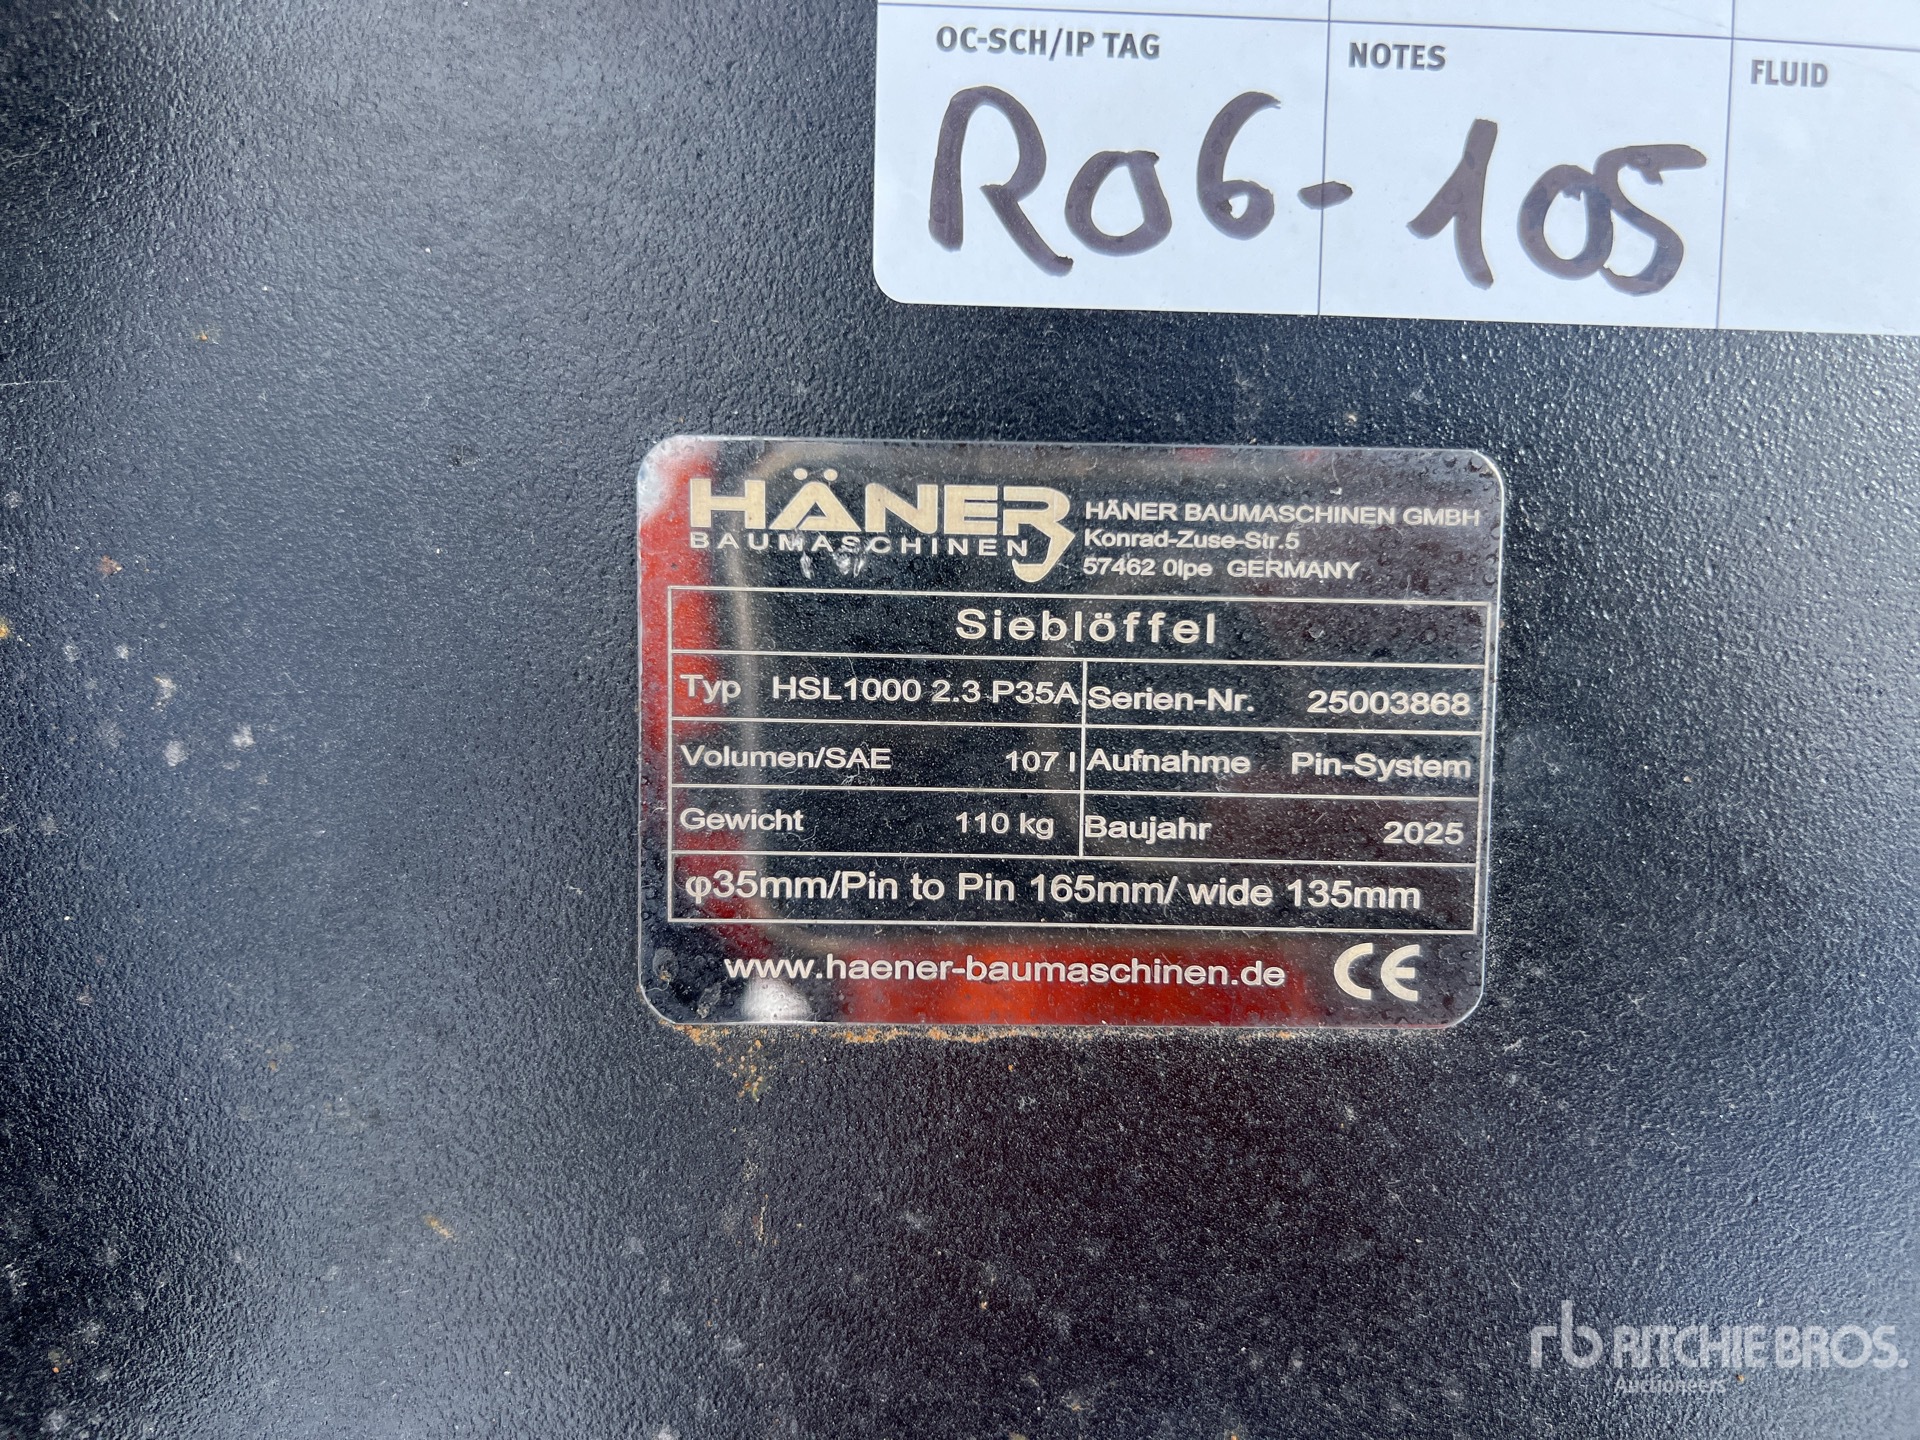 OC-SCH/IP TAG NOTES FLUID
R06-105
HÄNER
BAUMASCHINEN
HÄNER BAUMASCHINEN GMBH
Konrad-Zuse-Str.5
57462 Olpe GERMANY
Sieblöffel
Typ HSL1000 2.3 P35A Serien-Nr. 25003868
Volumen/SAE 107 l Aufnahme Pin-System
Gewicht 110 kg Baujahr 2025
φ35mm/Pin to Pin 165mm/ wide 135mm
www.haener-baumaschinen.de CE
rb RITCHIE BROS.
Auctioneers